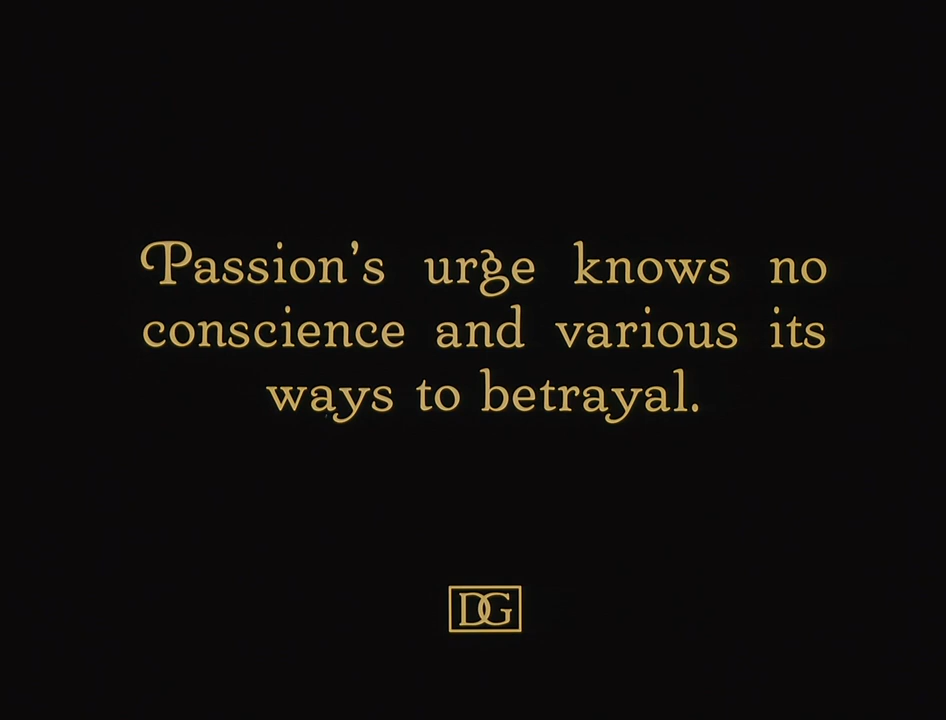 Passion's urge knows no
conscience and various its
ways to betrayal.
DG